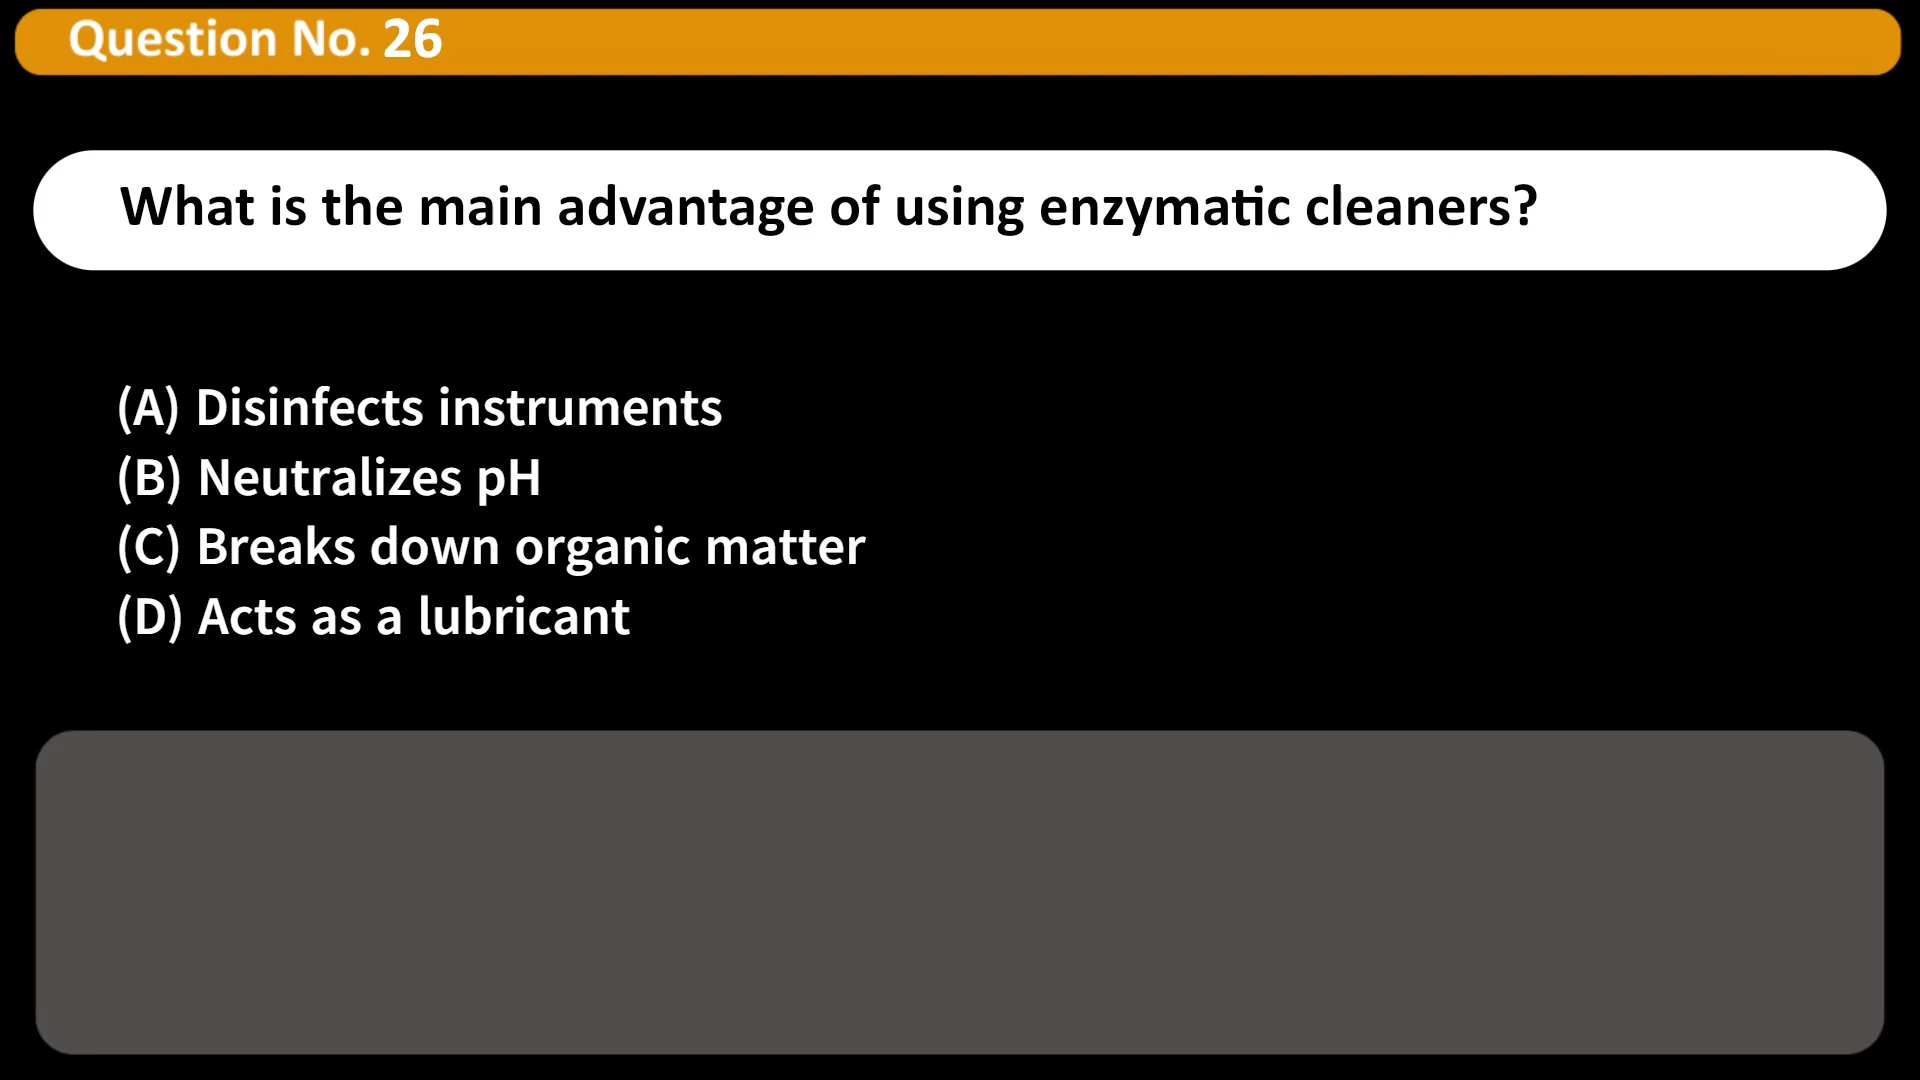 Question No. 26
What is the main advantage of using enzymatic cleaners?
(A) Disinfects instruments
(B) Neutralizes pH
(C) Breaks down organic matter
(D) Acts as a lubricant